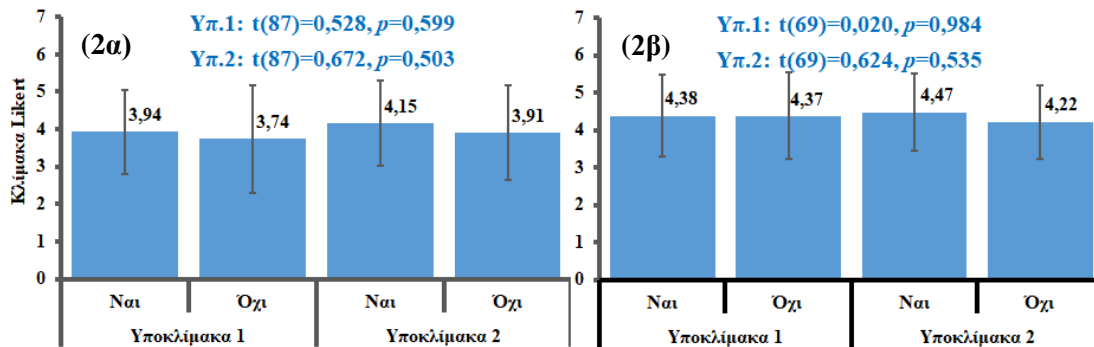 (2α)
Υπ.1: t(87)=0,528, p=0,599
Υπ.2: t(87)=0,672, p=0,503
Κλίμακα Likert
7
6
5
4
3
2
1
0
3,94
3,74
4,15
3,91
Ναι
Όχι
Ναι
Όχι
Υποκλίμακα 1
Υποκλίμακα 2
(2β)
Υπ.1: t(69)=0,020, p=0,984
Υπ.2: t(69)=0,624, p=0,535
7
6
5
4
3
2
1
0
4,38
4,37
4,47
4,22
Ναι
Όχι
Ναι
Όχι
Υποκλίμακα 1
Υποκλίμακα 2